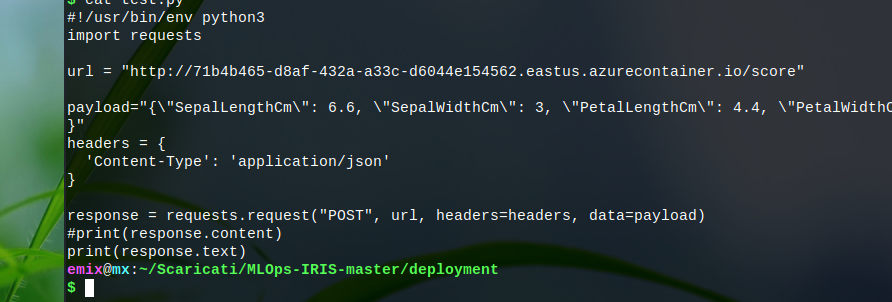 $ cat test.py
#!/usr/bin/env python3
import requests
url = "http://71b4b465-d8af-432a-a33c-d6044e154562.eastus.azurecontainer.io/score"
payload="{\"SepalLengthCm\": 6.6, \"SepalWidthCm\": 3, \"PetalLengthCm\": 4.4, \"PetalWidthC
}"
headers = {
  'Content-Type': 'application/json'
}
response = requests.request("POST", url, headers=headers, data=payload)
#print(response.content)
print(response.text)
emix@mx:~/Scaricati/MLOps-IRIS-master/deployment
$